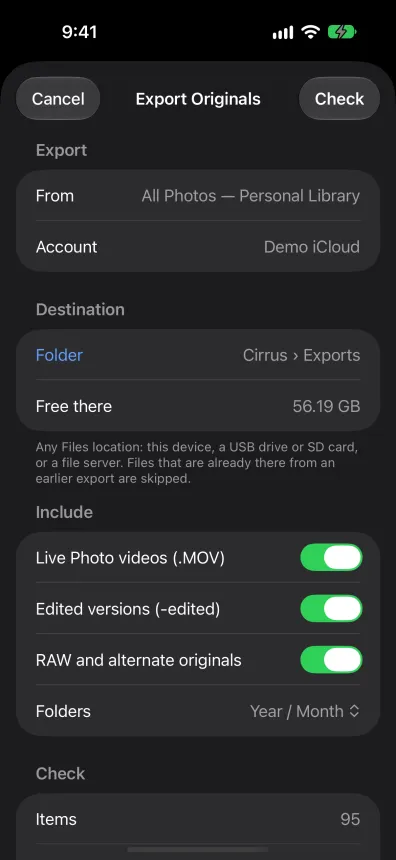 9:41
Cancel
Export Originals
Check
Export
From All Photos — Personal Library
Account Demo iCloud
Destination
Folder Cirrus › Exports
Free there 56.19 GB
Any Files location: this device, a USB drive or SD card,
or a file server. Files that are already there from an
earlier export are skipped.
Include
Live Photo videos (.MOV)
Edited versions (-edited)
RAW and alternate originals
Folders Year / Month
Check
Items 95